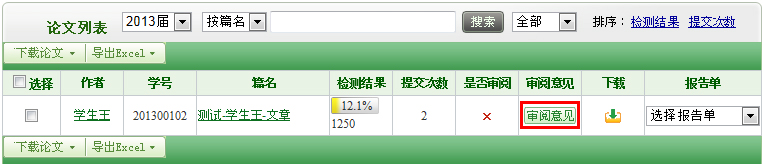 论文列表 2013届 按篇名 搜索 全部 排序： 检测结果 提交次数
下载论文 导出Excel
选择 作者 学号 篇名 检测结果 提交次数 是否审阅 审阅意见 下载 报告单
学生王 201300102 测试-学生王-文章 12.1% 2 审阅意见 选择报告单
1250
下载论文 导出Excel